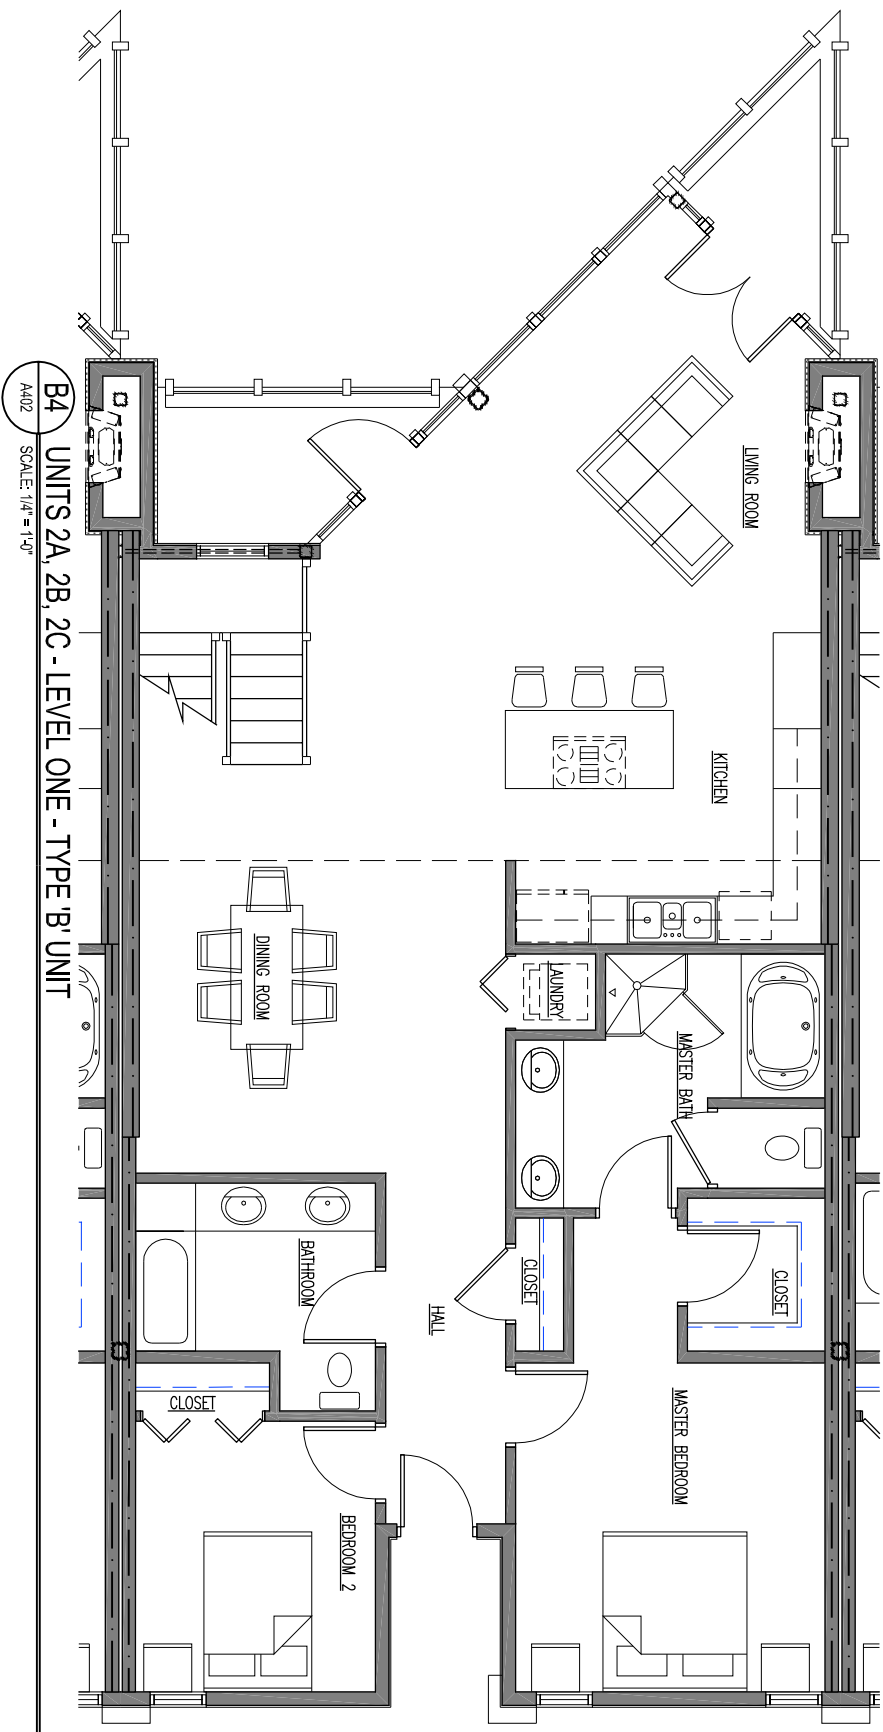 LIVING ROOM
KITCHEN
DINING ROOM
LAUNDRY
MASTER BATH
CLOSET
CLOSET
BATHROOM
HALL
CLOSET
MASTER BEDROOM
BEDROOM 2
B4
A402
UNITS 2A, 2B, 2C - LEVEL ONE - TYPE 'B' UNIT
SCALE: 1/4" = 1'-0"